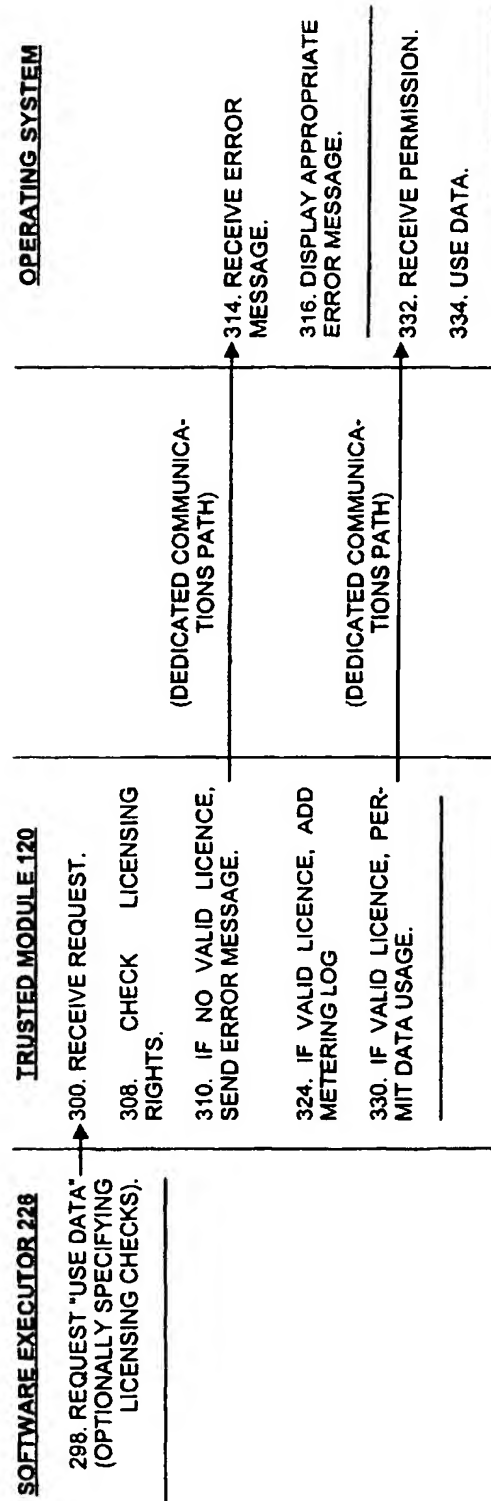 SOFTWARE EXECUTOR 228
298. REQUEST "USE DATA"
(OPTIONALLY SPECIFYING
LICENSING CHECKS).
TRUSTED MODULE 120
300. RECEIVE REQUEST.
308. CHECK LICENSING
RIGHTS.
310. IF NO VALID LICENCE,
SEND ERROR MESSAGE.
324. IF VALID LICENCE, ADD
METERING LOG
330. IF VALID LICENCE, PER-
MIT DATA USAGE.
(DEDICATED COMMUNICA-
TIONS PATH)
(DEDICATED COMMUNICA-
TIONS PATH)
OPERATING SYSTEM
314. RECEIVE ERROR
MESSAGE.
316. DISPLAY APPROPRIATE
ERROR MESSAGE.
332. RECEIVE PERMISSION.
334. USE DATA.